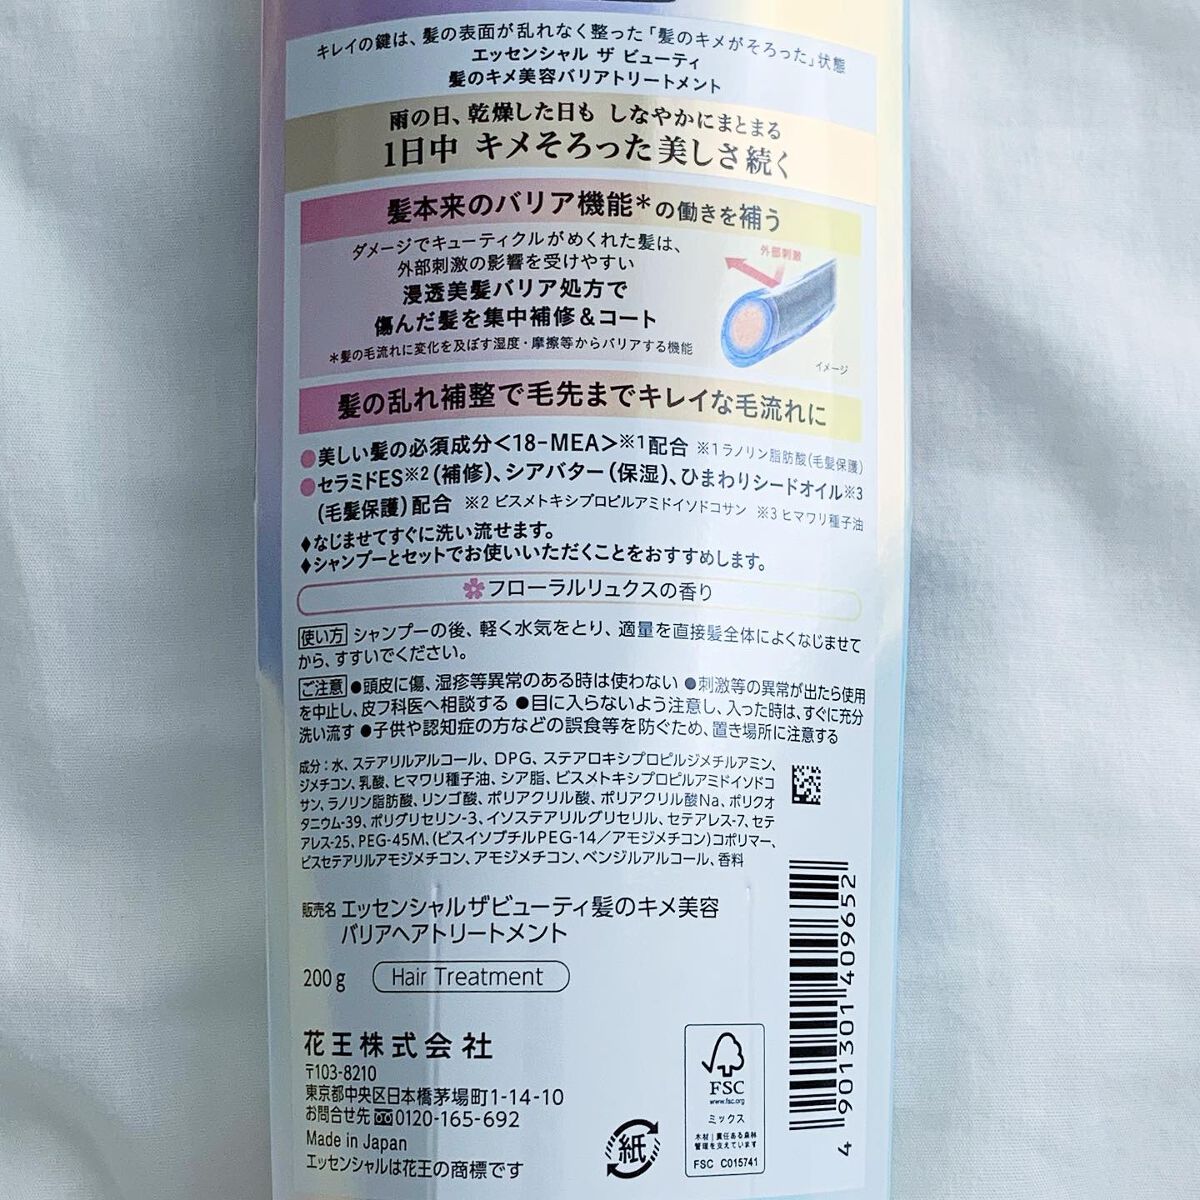 キレイの鍵は、髪の表面が乱れなく整った「髪のキメがそろった」状態
エッセンシャル ザ ビューティ
髪のキメ美容バリアトリートメント
雨の日、乾燥した日も しなやかにまとまる
1日中 キメそろった美しさ続く
髪本来のバリア機能*の働きを補う
ダメージでキューティクルがめくれた髪は、
外部刺激の影響を受けやすい
浸透美髪バリア処方で
傷んだ髪を集中補修&コート
*髪の毛流れに変化を及ぼす湿度・摩擦等からバリアする機能
外部刺激
イメージ
髪の乱れ補整で毛先までキレイな毛流れに
●美しい髪の必須成分<18-MEA>※1配合 ※1ラノリン脂肪酸(毛髪保護)
●セラミドES※2(補修)、シアバター(保湿)、ひまわりシードオイル※3
(毛髪保護)配合 ※2 ビスメトキシプロピルアミドイソドコサン ※3ヒマワリ種子油
♦なじませてすぐに洗い流せます。
♦シャンプーとセットでお使いいただくことをおすすめします。
フローラルリュクスの香り
使い方 シャンプーの後、軽く水気をとり、適量を直接髪全体によくなじませて
から、すすいでください。
ご注意 ●頭皮に傷、湿疹等異常のある時は使わない ●刺激等の異常が出たら使用
を中止し、皮フ科医へ相談する ●目に入らないよう注意し、入った時は、すぐに充分
洗い流す ●子供や認知症の方などの誤食等を防ぐため、置き場所に注意する
成分:水、ステアリルアルコール、DPG、ステアロキシプロピルジメチルアミン、
ジメチコン、乳酸、ヒマワリ種子油、シア脂、ビスメトキシプロピルアミドイソドコ
サン、ラノリン脂肪酸、リンゴ酸、ポリアクリル酸、ポリアクリル酸Na、ポリクオ
タニウム-39、ポリグリセリン-3、イソステアリルグリセリル、セテアレス-7、セテ
アレス-25、PEG-45M、(ビスイソブチルPEG-14/アモジメチコン)コポリマー、
ビスセテアリルアモジメチコン、アモジメチコン、ベンジルアルコール、香料
販売名 エッセンシャルザビューティ髪のキメ美容
バリアヘアトリートメント
200g Hair Treatment
花王株式会社
〒103-8210
東京都中央区日本橋茅場町1-14-10
お問合せ先 0120-165-692
Made in Japan
エッセンシャルは花王の商標です
紙
FSC
www.fsc.org
ミックス
木材|責任ある森林
管理を支えています
FSC C015741
4 901301 409652